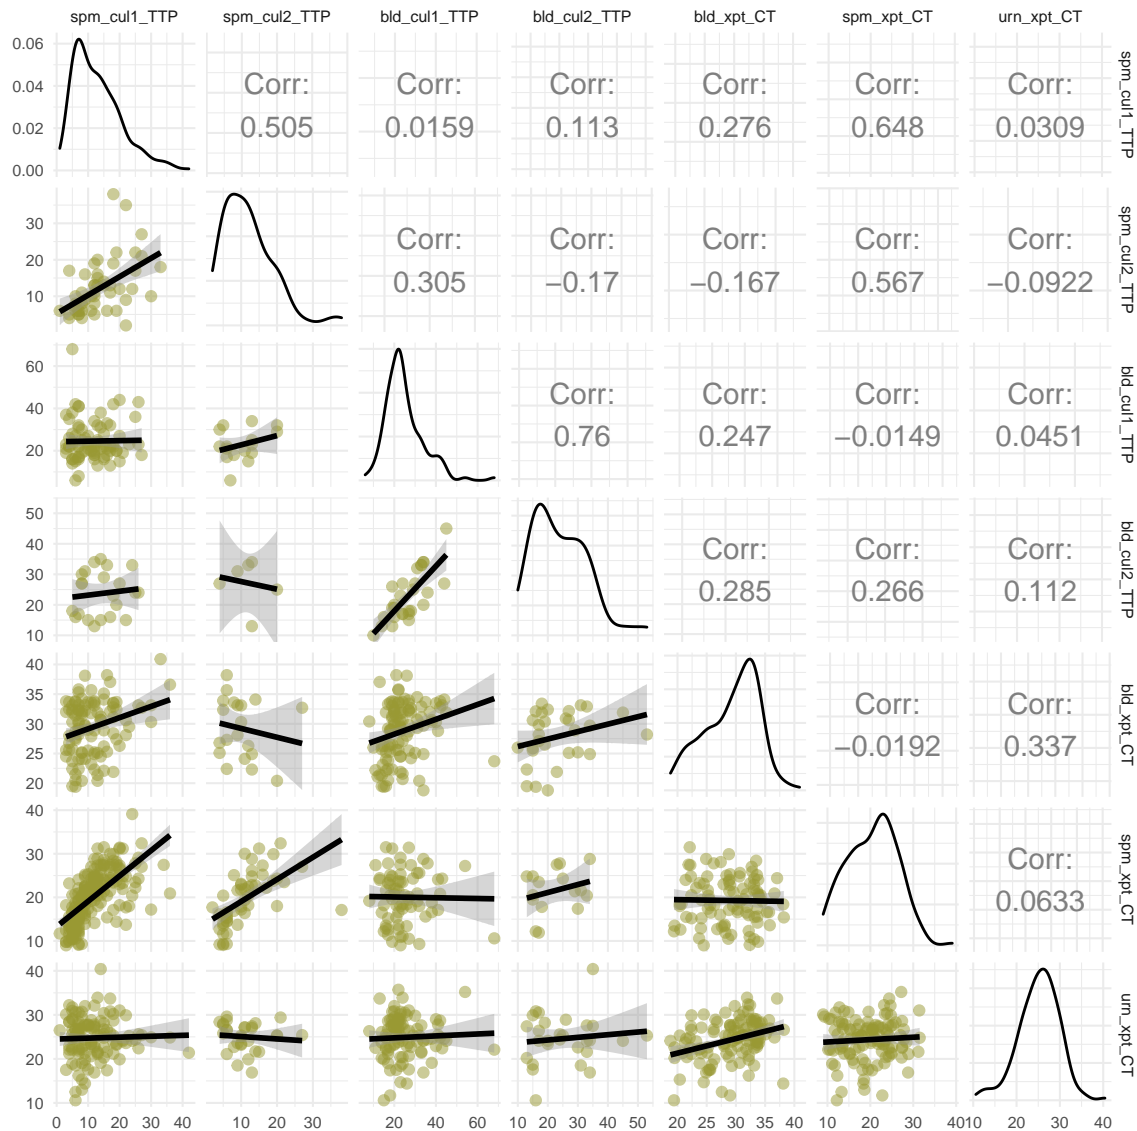 spm_cul1_TTP spm_cul2_TTP bld_cul1_TTP bld_cul2_TTP bld_xpt_CT spm_xpt_CT urn_xpt_CT
0.06
0.04
0.02
0.00
Corr: Corr: Corr: Corr: Corr: Corr:
0.505 0.0159 0.113 0.276 0.648 0.0309
spm_cul1_TTP
30
20
10
Corr: Corr: Corr: Corr: Corr:
0.305 −0.17 −0.167 0.567 −0.0922
spm_cul2_TTP
60
40
20
Corr: Corr: Corr: Corr:
0.76 0.247 −0.0149 0.0451
bld_cul1_TTP
50
40
30
20
10
Corr: Corr: Corr:
0.285 0.266 0.112
bld_cul2_TTP
40
35
30
25
20
Corr: Corr:
−0.0192 0.337
bld_xpt_CT
40
30
20
10
Corr:
0.0633
spm_xpt_CT
40
30
20
10
urn_xpt_CT
0 10 20 30 40 10 20 30 20 40 60 10 20 30 40 50 20 25 30 35 40 10 20 30 40 20 30 40